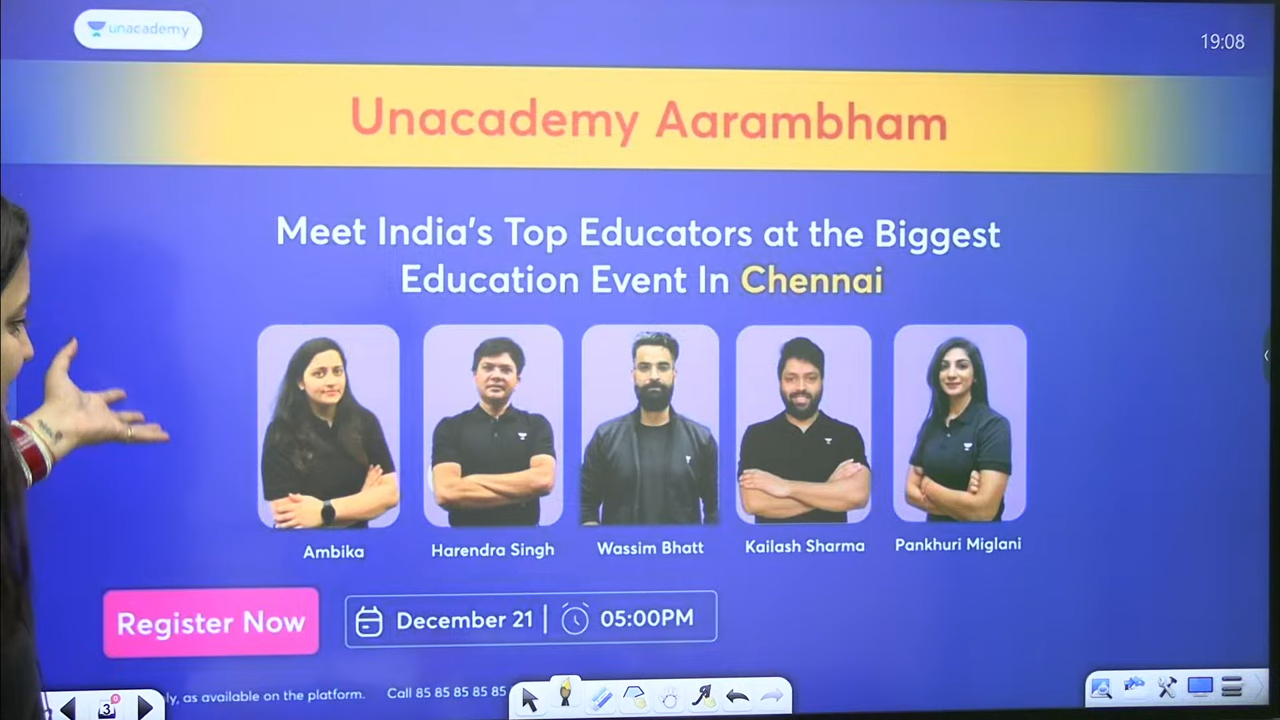 unacademy
19:08
Unacademy Aarambham
Meet India's Top Educators at the Biggest
Education Event In Chennai
Ambika
Harendra Singh
Wassim Bhatt
Kailash Sharma
Pankhuri Miglani
Register Now
December 21 | 05:00PM
as available on the platform.
Call 85 85 85 85 85
3
0